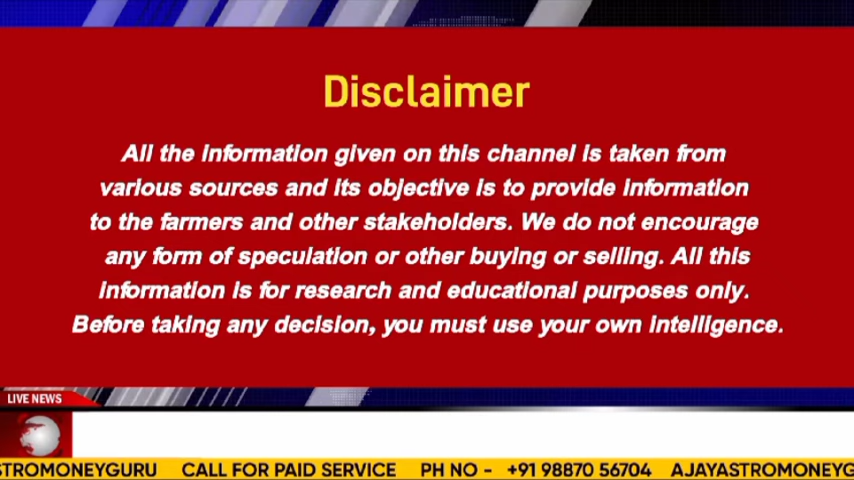 Disclaimer
All the information given on this channel is taken from
various sources and its objective is to provide information
to the farmers and other stakeholders. We do not encourage
any form of speculation or other buying or selling. All this
information is for research and educational purposes only.
Before taking any decision, you must use your own intelligence.
LIVE NEWS
STROMONEYGURU CALL FOR PAID SERVICE PH NO - +91 98870 56704 AJAYASTROMONEYG